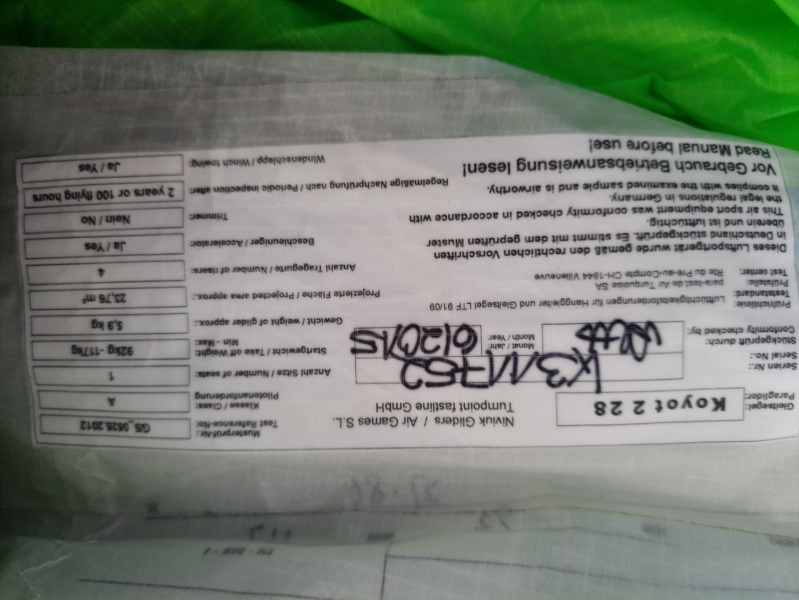 Niviuk Gliders / Air Games S.L.
Turnpoint fastline GmbH
Gleitsegel:
Paraglider:
Koyot 2 28
Serien Nr.:
Serial No:
K311752
Stückgeprüft durch:
Conformity checked by:
Monat / Jahr
Month / Year:
6/2015
Prüfrichtlinie: Lufttüchtigkeitsforderungen für Hängegleiter und Gleitsegel LTF 91/09
Teststandard:
Prüfstelle: para-test.de Air Turquoise SA
Test center: Rte du Pré-au-Comte CH-1844 Villeneuve
Dieses Luftsportgerät wurde gemäß den rechtlichen Vorschriften
in Deutschland stückgeprüft. Es stimmt mit dem geprüften Muster
überein und ist lufttüchtig.
This air sport equipment was conformity checked in accordance with
the legal regulations in Germany.
It complies with the examined sample and is airworthy.
Vor Gebrauch Betriebsanweisung lesen!
Read Manual before use!
Musterprüf-Nr.:
Test Reference-No:
GS_0525.2012
Klasse / Class:
Pilotenanforderung
A
Anzahl Sitze / Number of seats:
1
Startgewicht / Take off Weight:
Min - Max:
92kg -117kg
Gewicht / weight of glider approx.:
5,9 kg
Projezierte Fläche / Projected area approx.:
23,76 m²
Anzahl Tragegurte / Number of risers:
4
Beschleuniger / Accelerator:
Ja / Yes
Trimmer:
Nein / No
Regelmäßige Nachprüfung nach / Periodic inspection after:
2 years or 100 flying hours
Windenschlepp / Winch towing:
Ja / Yes